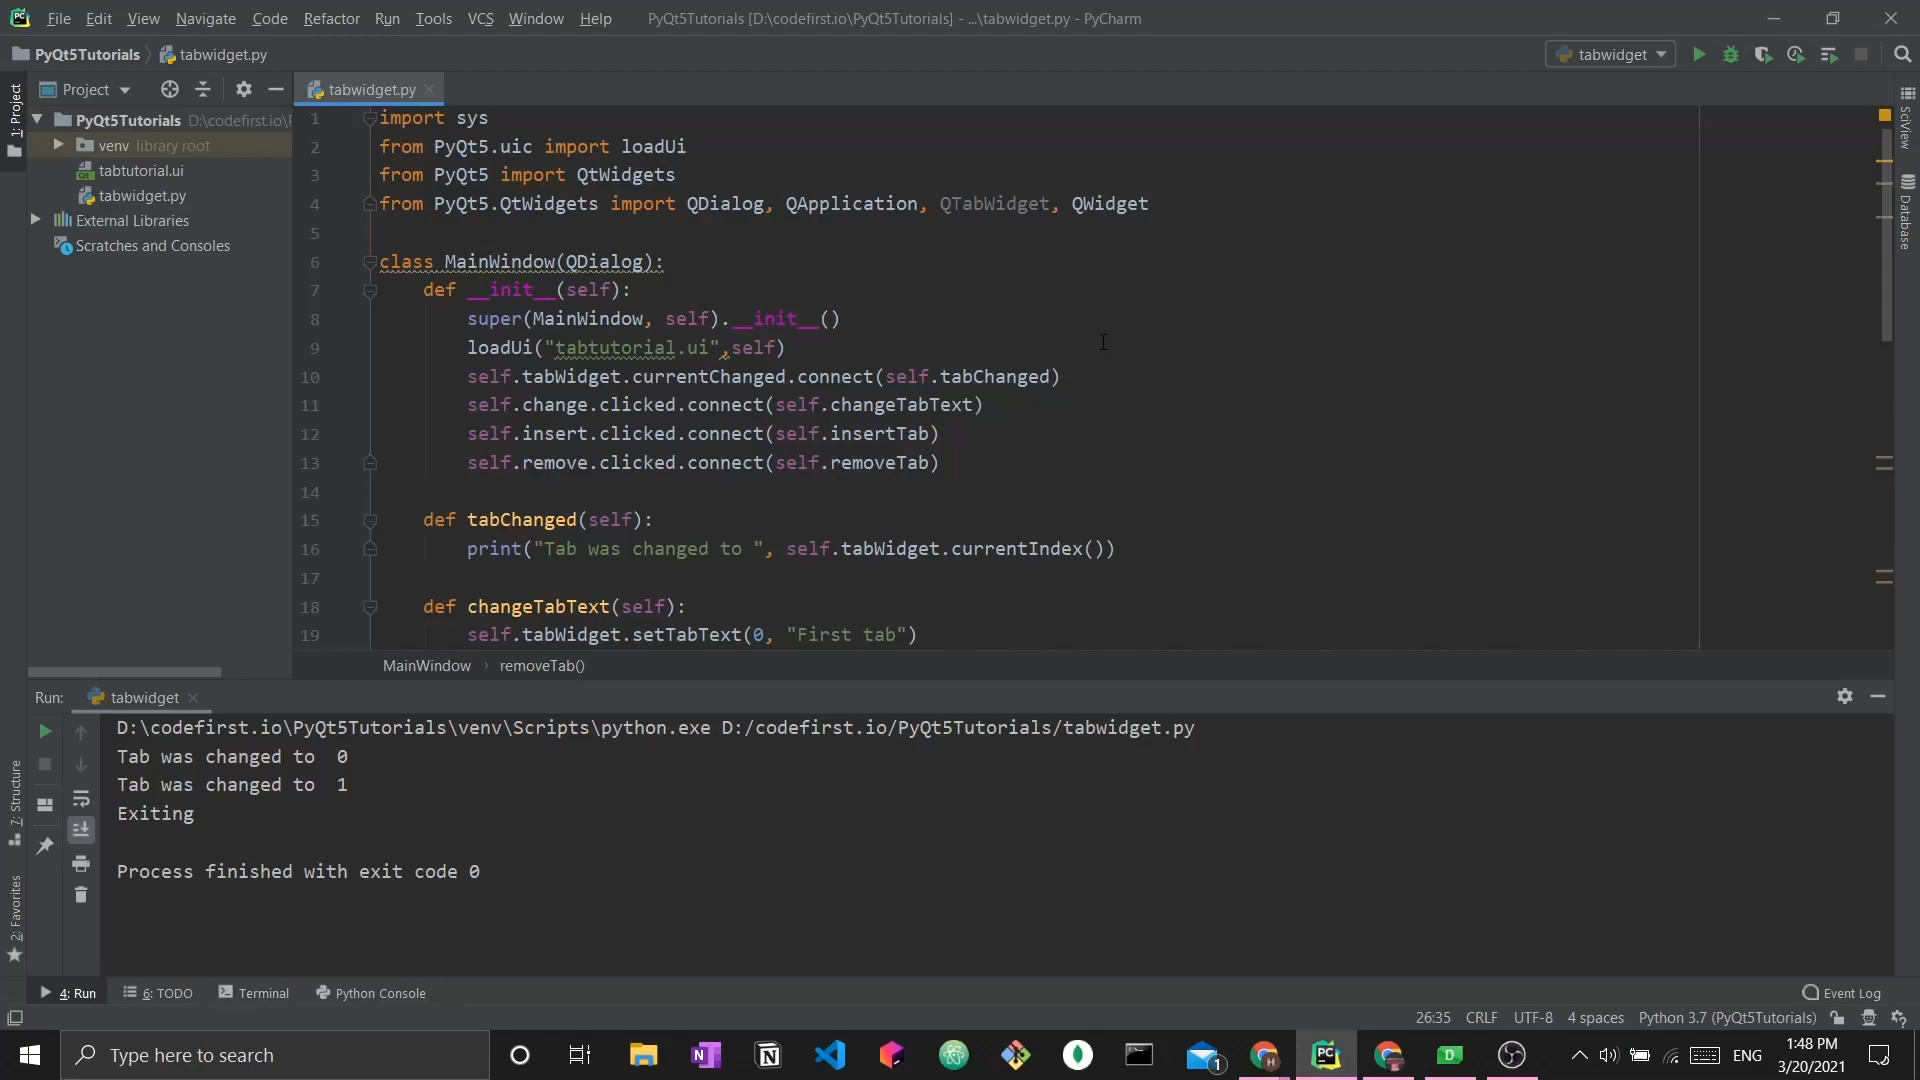 File Edit View Navigate Code Refactor Run Tools VCS Window Help PyQt5Tutorials [D:\codefirst.io\PyQt5Tutorials] - ...\tabwidget.py - PyCharm
PyQt5Tutorials tabwidget.py tabwidget
Project tabwidget.py
1: Project
PyQt5Tutorials D:\codefirst.io\
venv library root
tabtutorial.ui
tabwidget.py
External Libraries
Scratches and Consoles
1 import sys
2 from PyQt5.uic import loadUi
3 from PyQt5 import QtWidgets
4 from PyQt5.QtWidgets import QDialog, QApplication, QTabWidget, QWidget
5
6 class MainWindow(QDialog):
7 def __init__(self):
8 super(MainWindow, self).__init__()
9 loadUi("tabtutorial.ui",self)
10 self.tabWidget.currentChanged.connect(self.tabChanged)
11 self.change.clicked.connect(self.changeTabText)
12 self.insert.clicked.connect(self.insertTab)
13 self.remove.clicked.connect(self.removeTab)
14
15 def tabChanged(self):
16 print("Tab was changed to ", self.tabWidget.currentIndex())
17
18 def changeTabText(self):
19 self.tabWidget.setTabText(0, "First tab")
MainWindow removeTab()
SciView
Database
Run: tabwidget
D:\codefirst.io\PyQt5Tutorials\venv\Scripts\python.exe D:/codefirst.io/PyQt5Tutorials/tabwidget.py
Tab was changed to  0
Tab was changed to  1
Exiting
Process finished with exit code 0
7: Structure
2: Favorites
4: Run 6: TODO Terminal Python Console Event Log
26:35 CRLF UTF-8 4 spaces Python 3.7 (PyQt5Tutorials)
Type here to search
1
H
PC
D
ENG
1:48 PM
3/20/2021